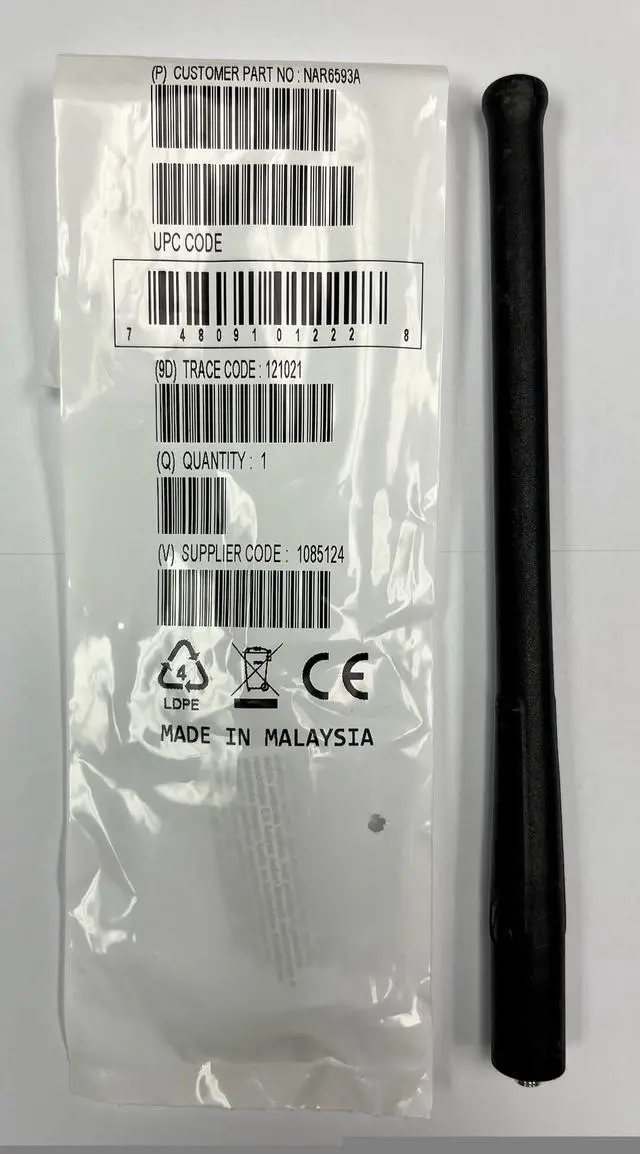 (P) CUSTOMER PART NO : NAR6593A
UPC CODE
7 48091 01222 8
(9D) TRACE CODE : 121021
(Q) QUANTITY : 1
(V) SUPPLIER CODE : 1085124
4
LDPE
CE
MADE IN MALAYSIA